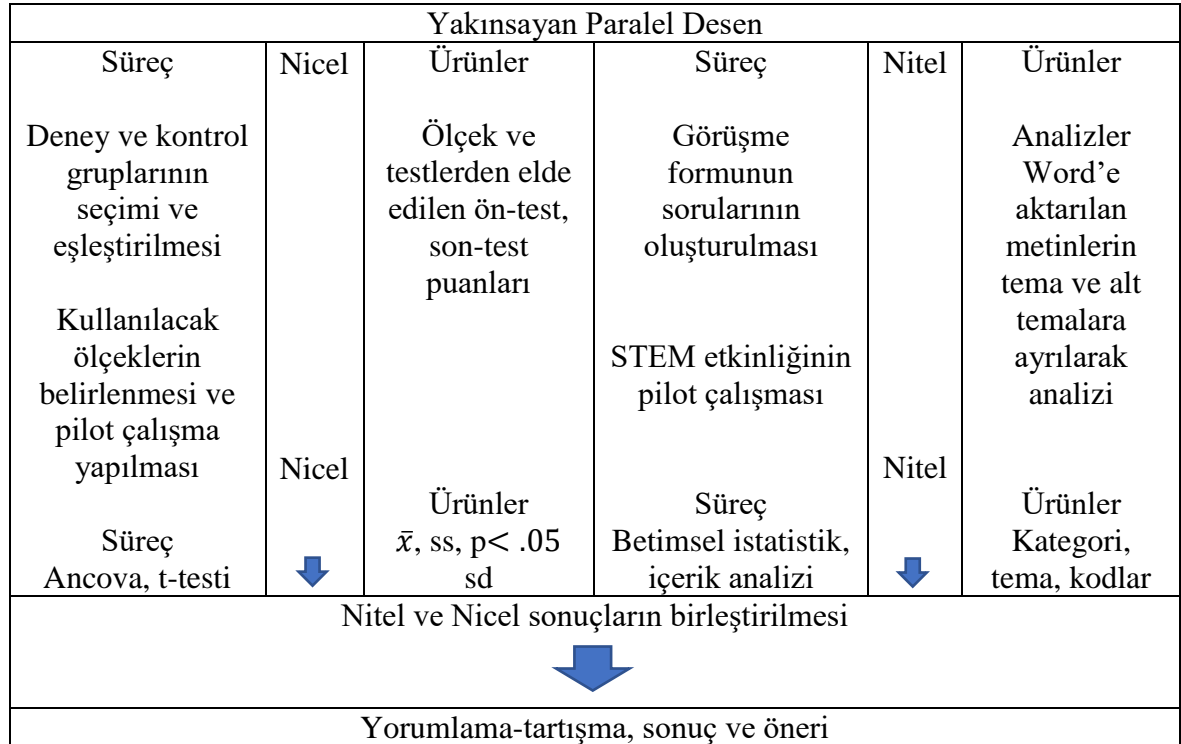 Yakınsayan Paralel Desen
Süreç
Deney ve kontrol
gruplarının
seçimi ve
eşleştirilmesi
Kullanılacak
ölçeklerin
belirlenmesi ve
pilot çalışma
yapılması
Süreç
Ancova, t-testi
Nicel
Nicel
Ürünler
Ölçek ve
testlerden elde
edilen ön-test,
son-test
puanları
Ürünler
x̄, ss, p< .05
sd
Süreç
Görüşme
formunun
sorularının
oluşturulması
STEM etkinliğinin
pilot çalışması
Süreç
Betimsel istatistik,
içerik analizi
Nitel
Nitel
Ürünler
Analizler
Word’e
aktarılan
metinlerin
tema ve alt
temalara
ayrılarak
analizi
Ürünler
Kategori,
tema, kodlar
Nitel ve Nicel sonuçların birleştirilmesi
Yorumlama-tartışma, sonuç ve öneri